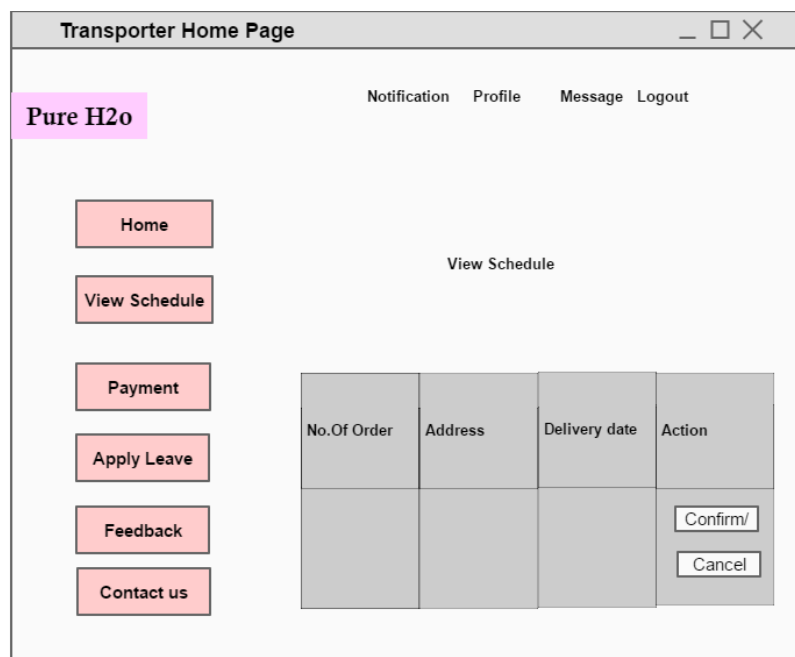 Transporter Home Page
Notification Profile Message Logout
Pure H2o
Home
View Schedule
Payment
Apply Leave
Feedback
Contact us
View Schedule
No.Of Order Address Delivery date Action
Confirm/
Cancel